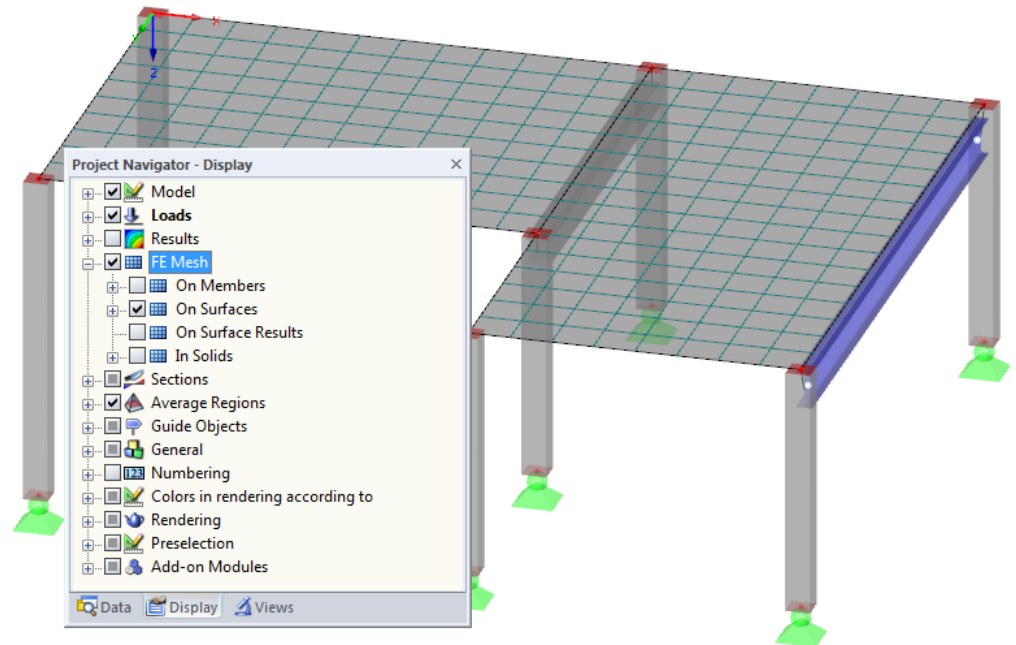 X
Y
Z
Project Navigator - Display
Model
Loads
Results
FE Mesh
On Members
On Surfaces
On Surface Results
In Solids
Sections
Average Regions
Guide Objects
General
123 Numbering
Colors in rendering according to
Rendering
Preselection
Add-on Modules
Data Display Views